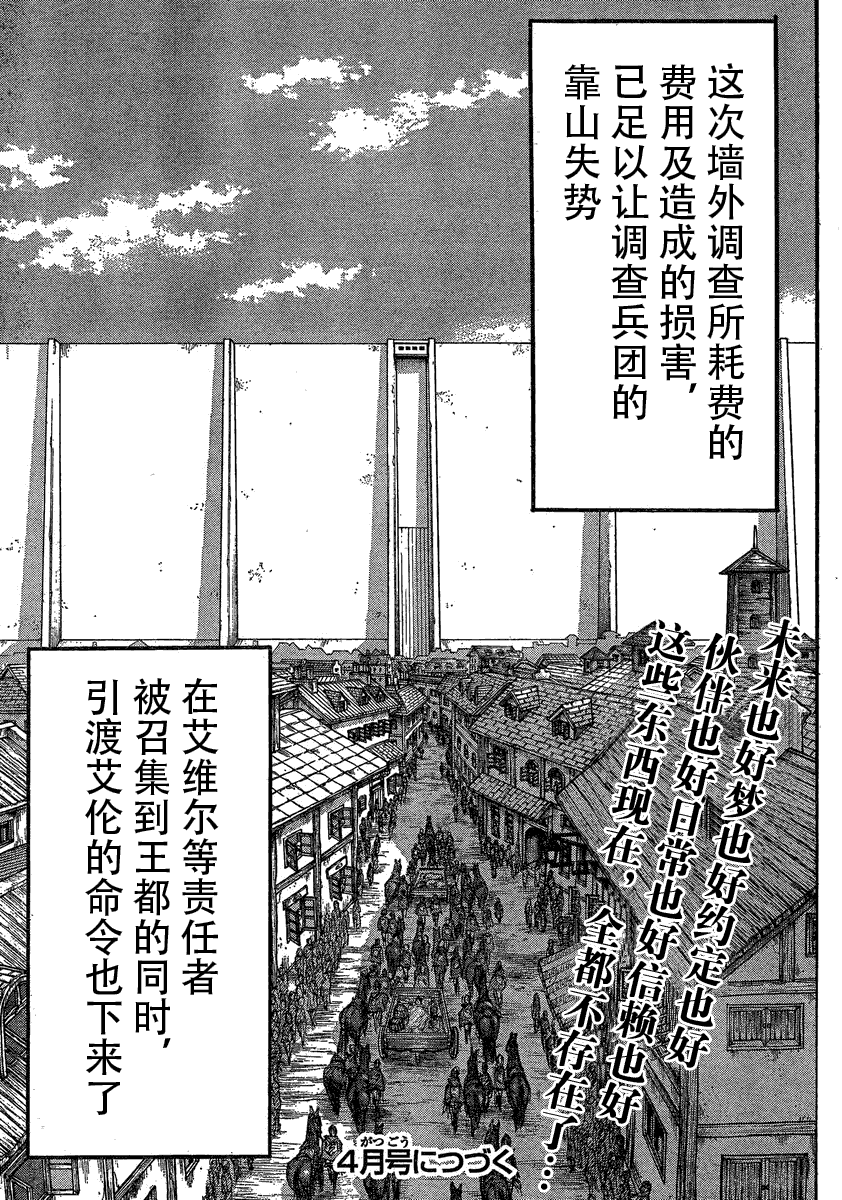 这次墙外调查所耗费的
费用及造成的损害，
已足以让调查兵团的
靠山失势
未来也好梦也好约定也好
伙伴也好日常也好信赖也好
这些东西现在，全都不存在了…
在艾维尔等责任者
被召集到王都的同时，
引渡艾伦的命令也下来了
がつごう
4月号につづく